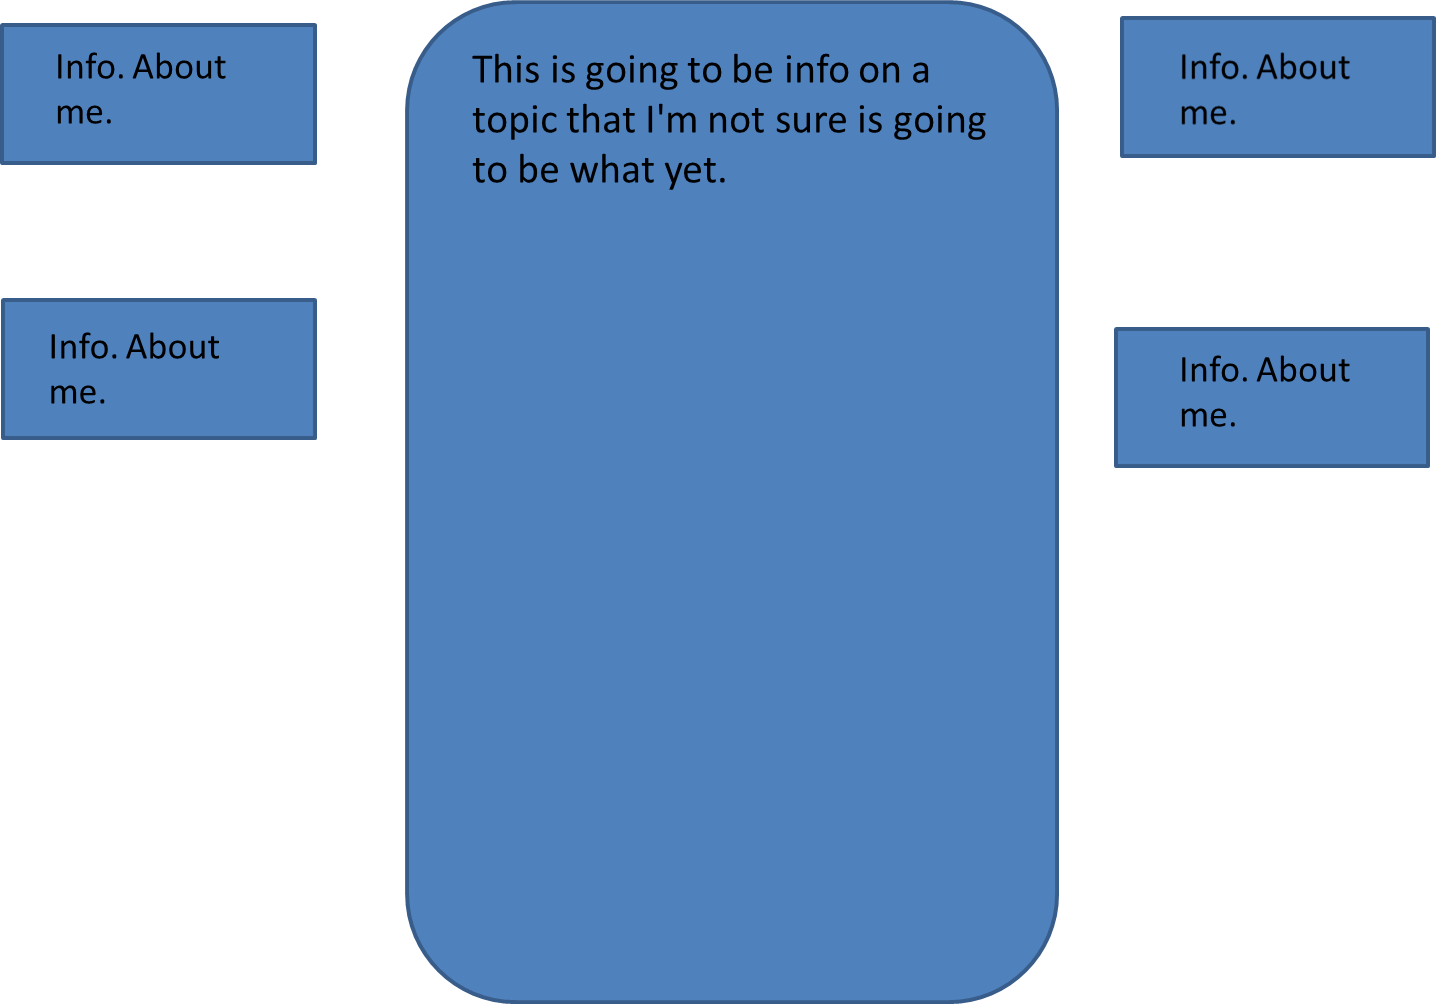 Info. About
me.
This is going to be info on a
topic that I'm not sure is going
to be what yet.
Info. About
me.
Info. About
me.
Info. About
me.